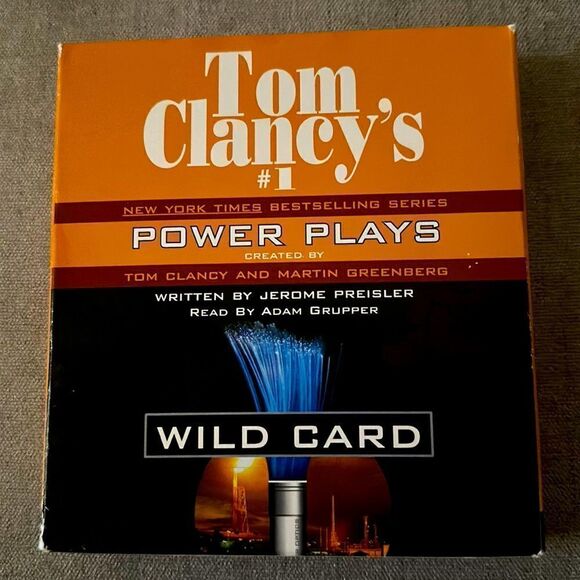 Tom
Clancy's
#1
NEW YORK TIMES BESTSELLING SERIES
POWER PLAYS
CREATED BY
TOM CLANCY AND MARTIN GREENBERG
WRITTEN BY JEROME PREISLER
READ BY ADAM GRUPPER
WILD CARD